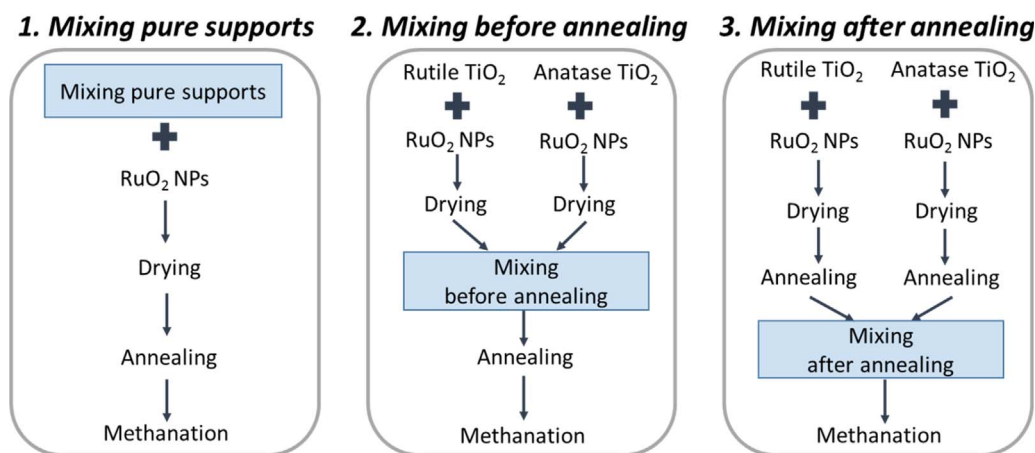 1. Mixing pure supports
Mixing pure supports
RuO₂ NPs
Drying
Annealing
Methanation
2. Mixing before annealing
Rutile TiO₂ Anatase TiO₂
RuO₂ NPs RuO₂ NPs
Drying Drying
Mixing
before annealing
Annealing
Methanation
3. Mixing after annealing
Rutile TiO₂ Anatase TiO₂
RuO₂ NPs RuO₂ NPs
Drying Drying
Annealing Annealing
Mixing
after annealing
Methanation